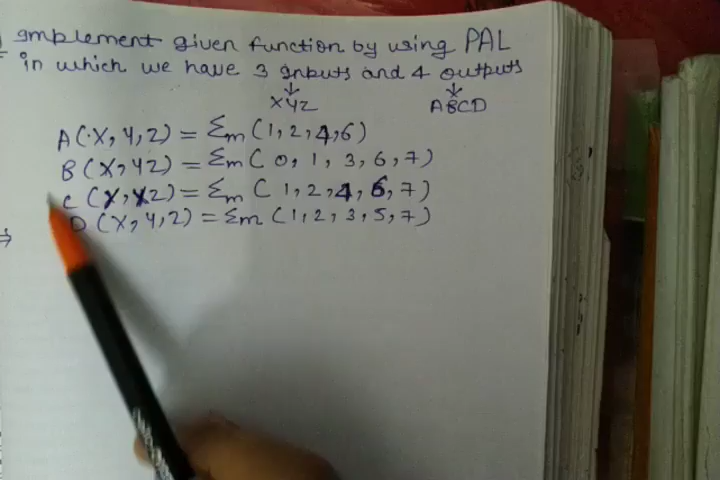 implement given function by using PAL
in which we have 3 inputs and 4 outputs
XYZ ABCD
A(X, Y, Z) = Σm (1, 2, 4, 6)
B (X, YZ) = Σm ( 0, 1, 3, 6, 7)
C (X, YZ) = Σm ( 1, 2, 4, 6, 7)
D (X, Y, Z) = Σm (1, 2, 3, 5, 7)
⇒